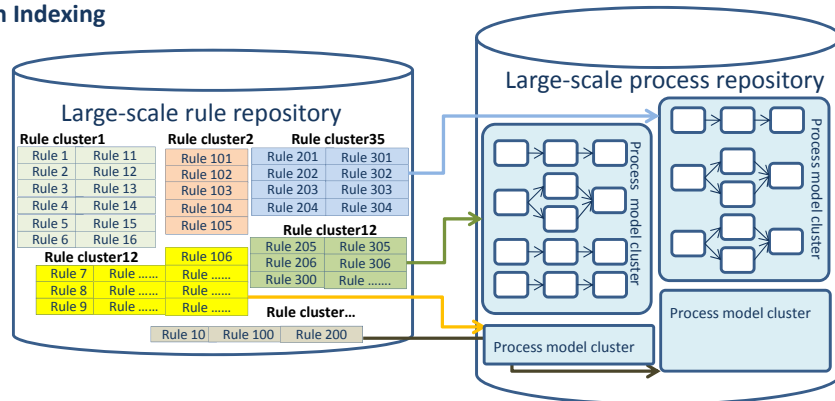 n Indexing
Large-scale rule repository
Rule cluster1
Rule 1 Rule 11
Rule 2 Rule 12
Rule 3 Rule 13
Rule 4 Rule 14
Rule 5 Rule 15
Rule 6 Rule 16
Rule cluster2
Rule 101
Rule 102
Rule 103
Rule 104
Rule 105
Rule cluster35
Rule 201 Rule 301
Rule 202 Rule 302
Rule 203 Rule 303
Rule 204 Rule 304
Rule cluster12
Rule 205 Rule 305
Rule 206 Rule 306
Rule 300 Rule …….
Rule cluster12
Rule 106
Rule 7 Rule …… Rule ……
Rule 8 Rule …… Rule ……
Rule 9 Rule …… Rule ……
Rule cluster…
Rule 10 Rule 100 Rule 200
Large-scale process repository
Process model cluster
Process model cluster
Process model cluster
Process model cluster